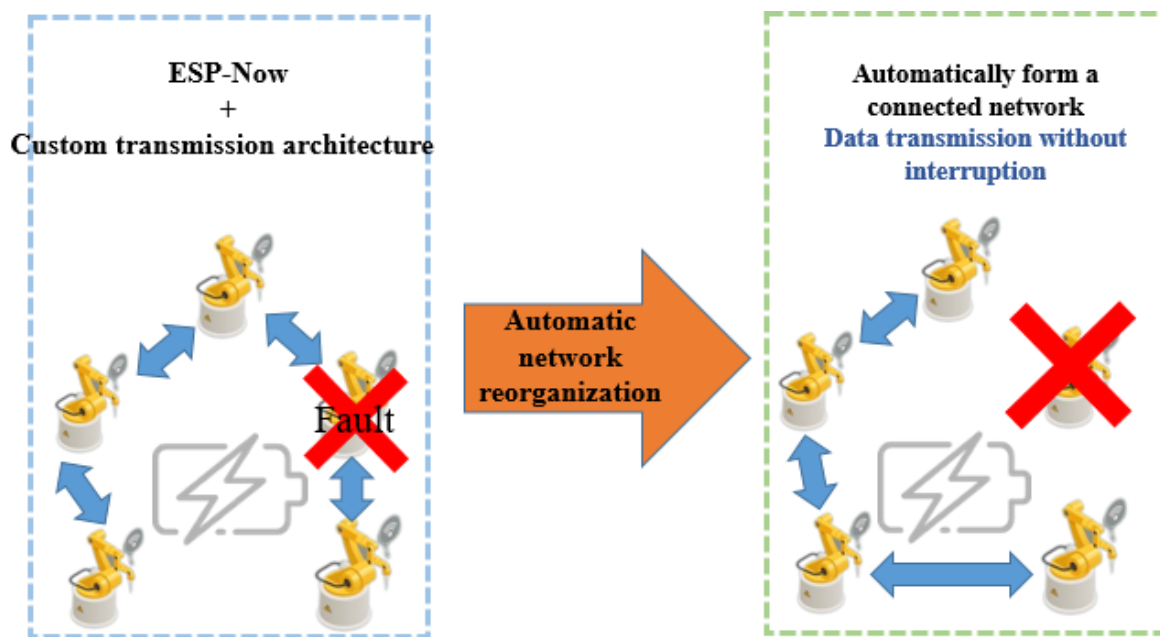 ESP-Now
+
Custom transmission architecture
Fault
Automatic
network
reorganization
Automatically form a
connected network
Data transmission without
interruption